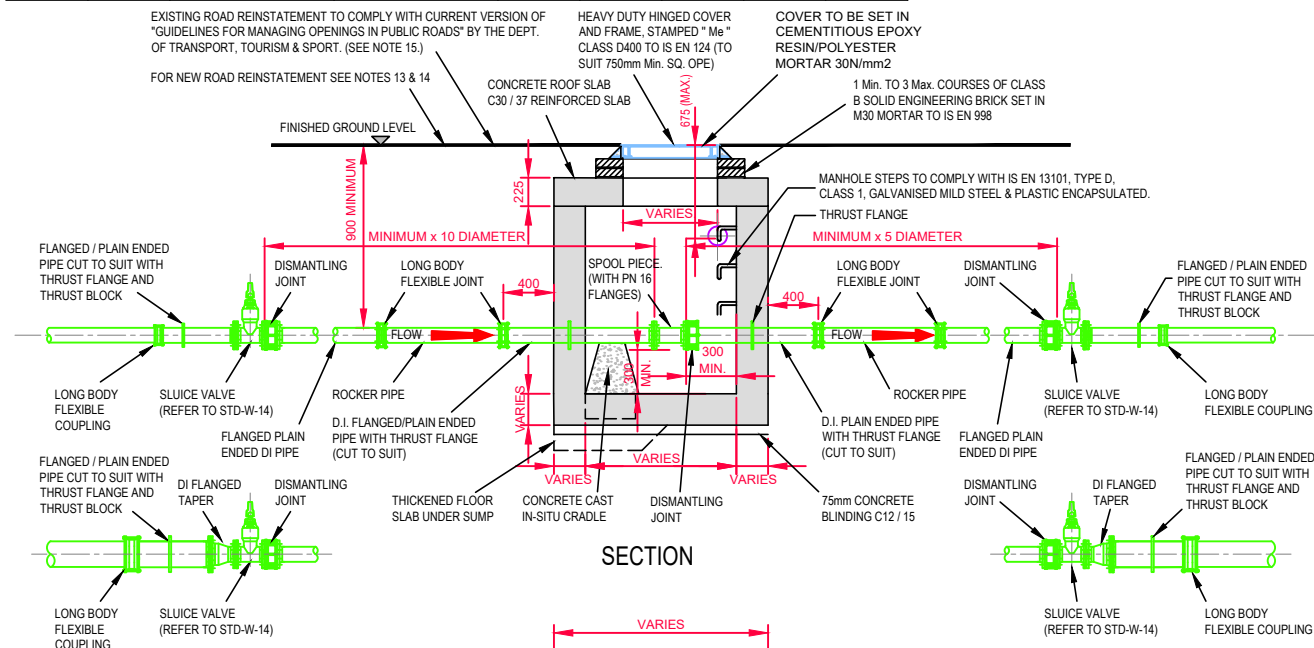 EXISTING ROAD REINSTATEMENT TO COMPLY WITH CURRENT VERSION OF
"GUIDELINES FOR MANAGING OPENINGS IN PUBLIC ROADS" BY THE DEPT.
OF TRANSPORT, TOURISM & SPORT. (SEE NOTE 15.)
FOR NEW ROAD REINSTATEMENT SEE NOTES 13 & 14
HEAVY DUTY HINGED COVER
AND FRAME, STAMPED " Me "
CLASS D400 TO IS EN 124 (TO
SUIT 750mm Min. SQ. OPE)
COVER TO BE SET IN
CEMENTITIOUS EPOXY
RESIN/POLYESTER
MORTAR 30N/mm2
CONCRETE ROOF SLAB
C30 / 37 REINFORCED SLAB
675 (MAX.)
1 Min. TO 3 Max. COURSES OF CLASS
B SOLID ENGINEERING BRICK SET IN
M30 MORTAR TO IS EN 998
FINISHED GROUND LEVEL
900 MINIMUM
225
MANHOLE STEPS TO COMPLY WITH IS EN 13101, TYPE D,
CLASS 1, GALVANISED MILD STEEL & PLASTIC ENCAPSULATED.
VARIES
THRUST FLANGE
MINIMUM x 10 DIAMETER
MINIMUM x 5 DIAMETER
FLANGED / PLAIN ENDED
PIPE CUT TO SUIT WITH
THRUST FLANGE AND
THRUST BLOCK
DISMANTLING
JOINT
LONG BODY
FLEXIBLE JOINT
400
SPOOL PIECE.
(WITH PN 16
FLANGES)
400
LONG BODY
FLEXIBLE JOINT
DISMANTLING
JOINT
FLANGED / PLAIN ENDED
PIPE CUT TO SUIT WITH
THRUST FLANGE AND
THRUST BLOCK
FLOW
FLOW
300
MIN.
300
MIN.
LONG BODY
FLEXIBLE
COUPLING
SLUICE VALVE
(REFER TO STD-W-14)
ROCKER PIPE
FLANGED PLAIN
ENDED DI PIPE
D.I. FLANGED/PLAIN ENDED
PIPE WITH THRUST FLANGE
(CUT TO SUIT)
VARIES
D.I. PLAIN ENDED PIPE
WITH THRUST FLANGE
(CUT TO SUIT)
ROCKER PIPE
FLANGED PLAIN
ENDED DI PIPE
SLUICE VALVE
(REFER TO STD-W-14)
LONG BODY
FLEXIBLE COUPLING
VARIES
VARIES
VARIES
FLANGED / PLAIN ENDED
PIPE CUT TO SUIT WITH
THRUST FLANGE AND
THRUST BLOCK
DI FLANGED
TAPER
DISMANTLING
JOINT
THICKENED FLOOR
SLAB UNDER SUMP
CONCRETE CAST
IN-SITU CRADLE
DISMANTLING
JOINT
75mm CONCRETE
BLINDING C12 / 15
DISMANTLING
JOINT
DI FLANGED
TAPER
FLANGED / PLAIN ENDED
PIPE CUT TO SUIT WITH
THRUST FLANGE AND
THRUST BLOCK
SECTION
LONG BODY
FLEXIBLE
COUPLING
SLUICE VALVE
(REFER TO STD-W-14)
VARIES
SLUICE VALVE
(REFER TO STD-W-14)
LONG BODY
FLEXIBLE COUPLING